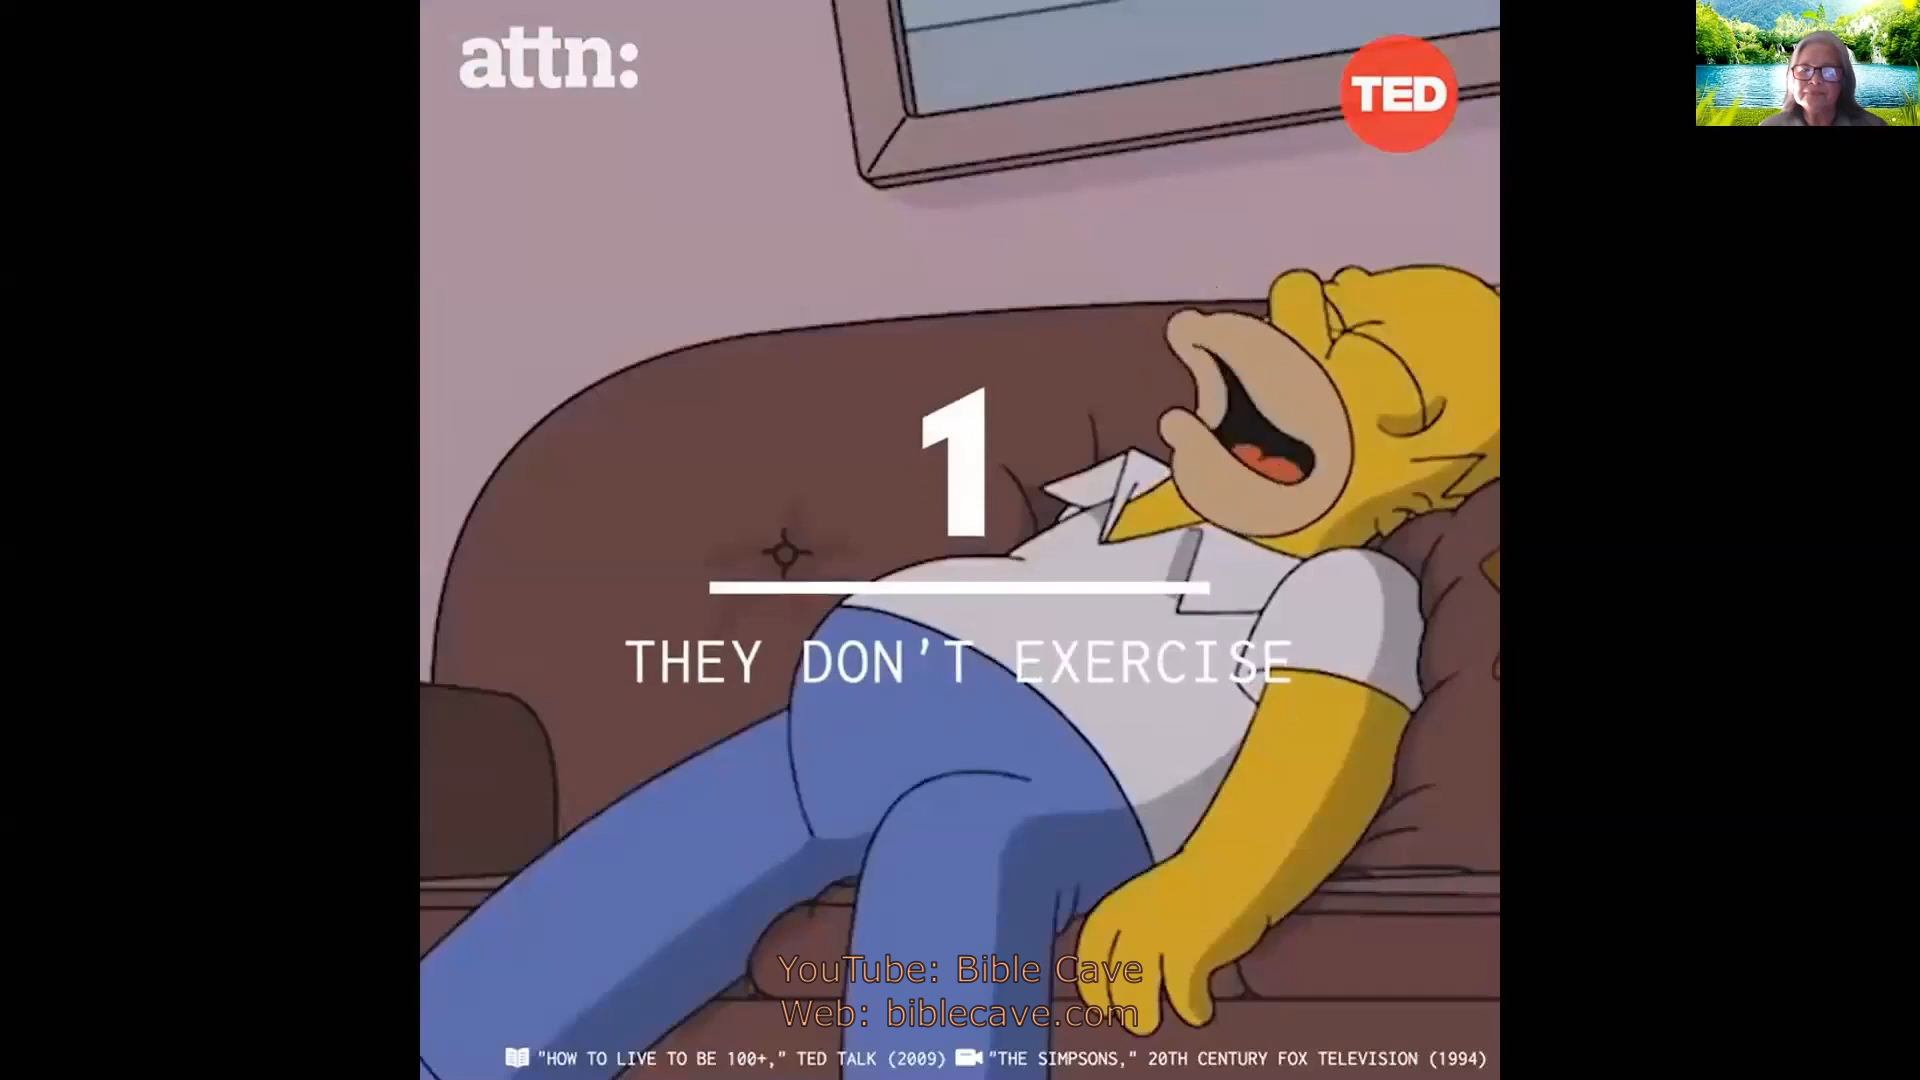 attn:
TED
1
THEY DON'T EXERCISE
YouTube: Bible Cave
Web: biblecave.com
"HOW TO LIVE TO BE 100+," TED TALK (2009) "THE SIMPSONS," 20TH CENTURY FOX TELEVISION (1994)